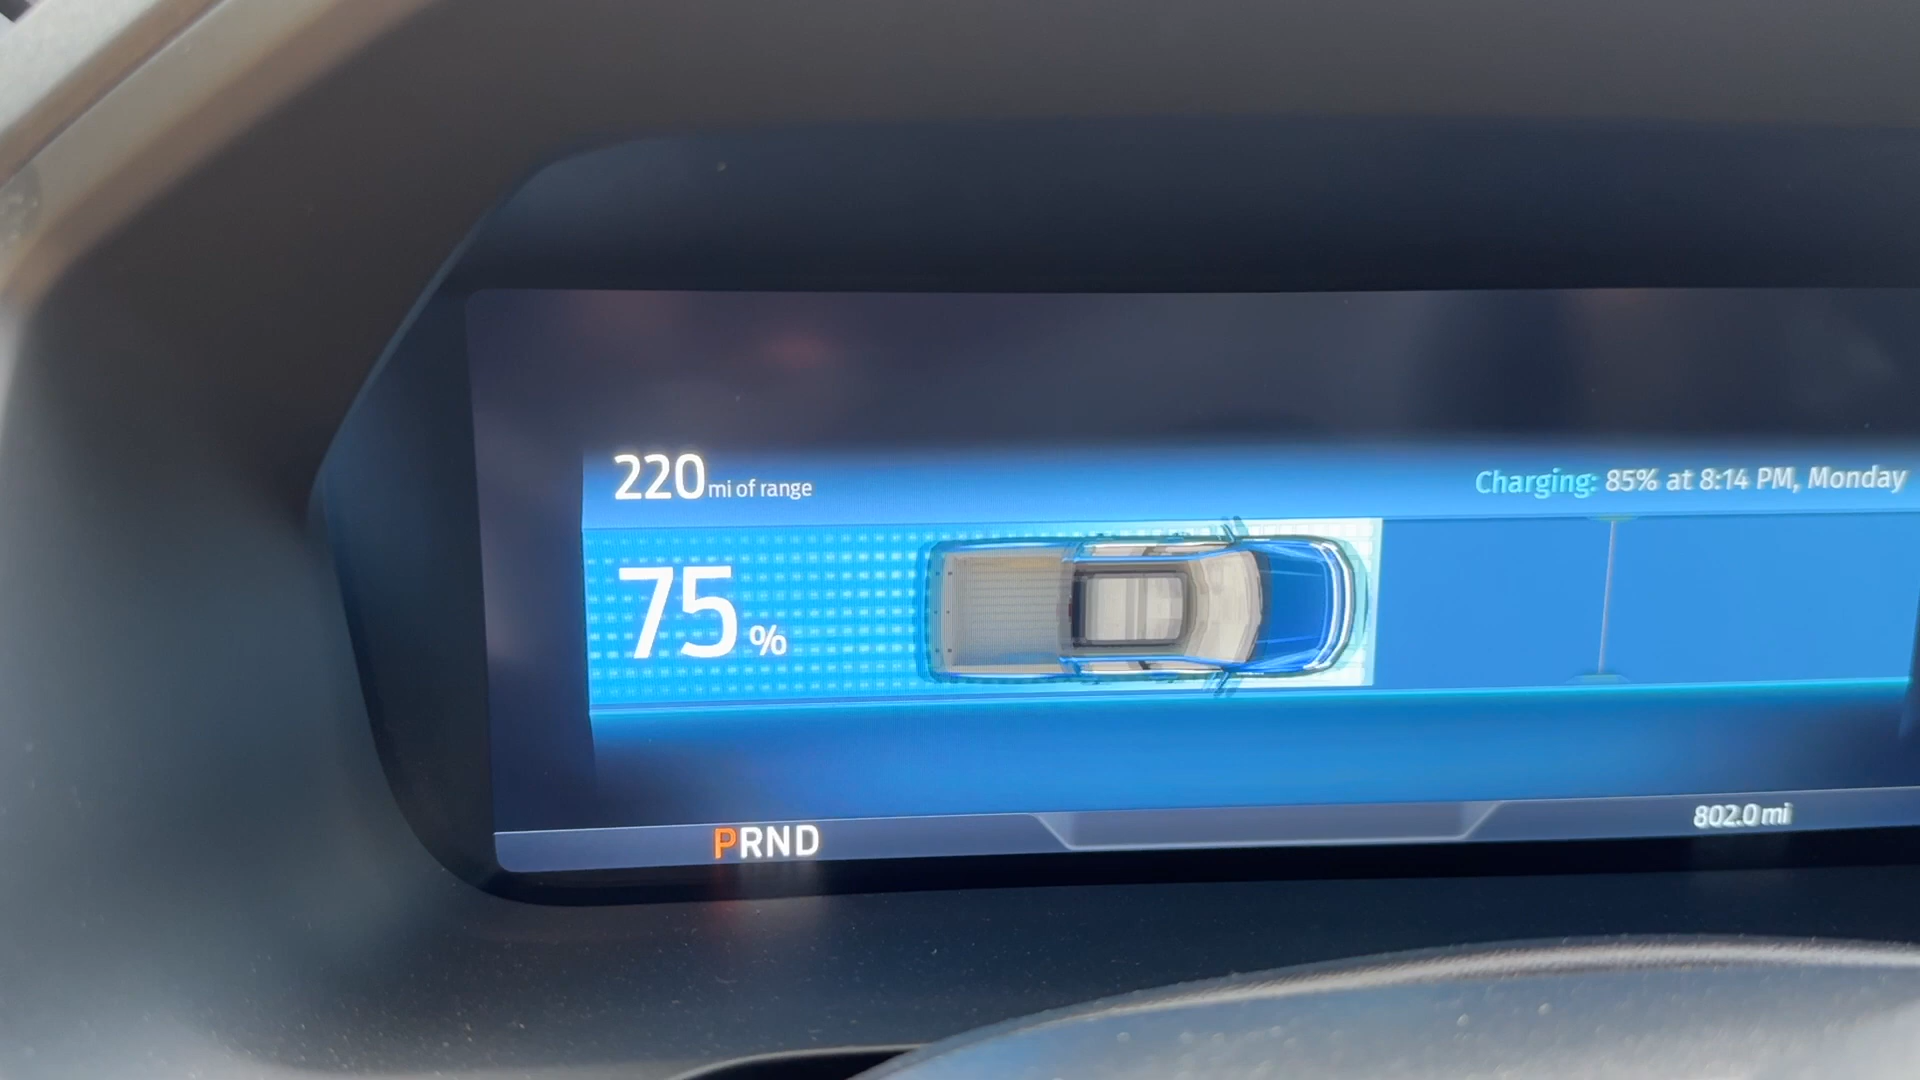 220 mi of range
Charging: 85% at 8:14 PM, Monday
75 %
PRND
802.0 mi